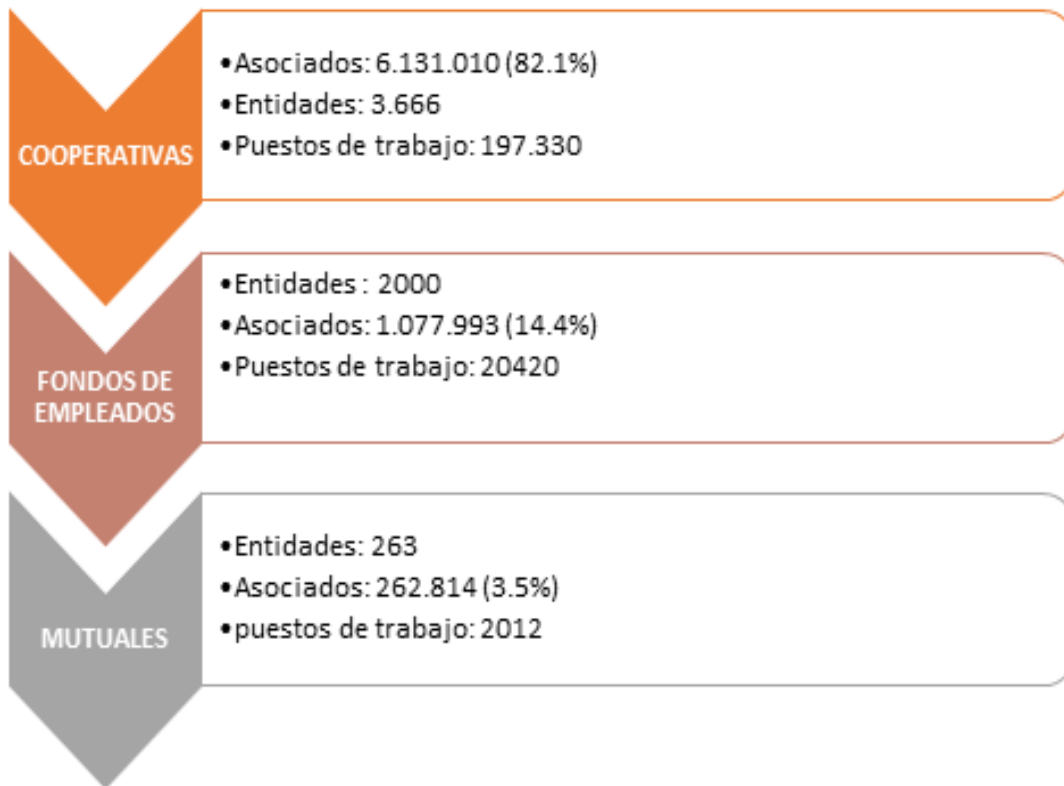 COOPERATIVAS
•Asociados: 6.131.010 (82.1%)
•Entidades: 3.666
•Puestos de trabajo: 197.330
FONDOS DE
EMPLEADOS
•Entidades : 2000
•Asociados: 1.077.993 (14.4%)
•Puestos de trabajo: 20420
MUTUALES
•Entidades: 263
•Asociados: 262.814 (3.5%)
•puestos de trabajo: 2012